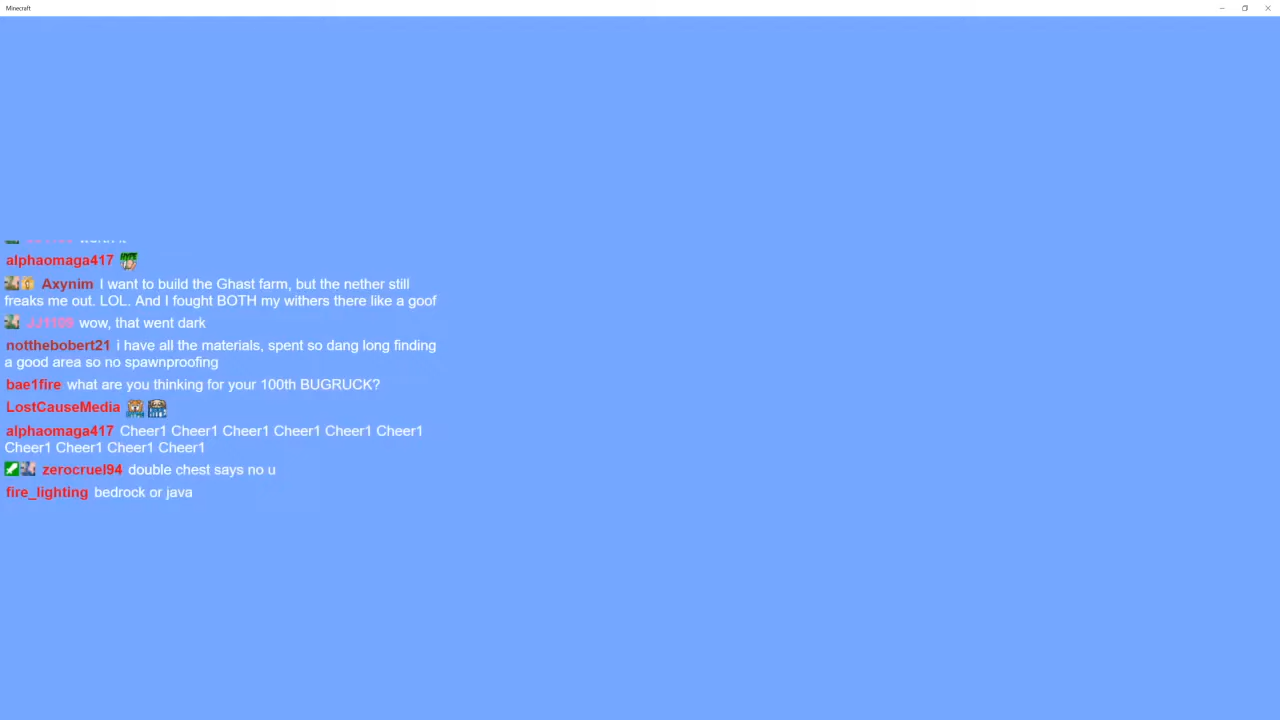 Minecraft
alphaomaga417
Axynim I want to build the Ghast farm, but the nether still
freaks me out. LOL. And I fought BOTH my withers there like a goof
JJ1109 wow, that went dark
notthebobert21 i have all the materials, spent so dang long finding
a good area so no spawnproofing
bae1fire what are you thinking for your 100th BUGRUCK?
LostCauseMedia
alphaomaga417 Cheer1 Cheer1 Cheer1 Cheer1 Cheer1 Cheer1
Cheer1 Cheer1 Cheer1 Cheer1
zerocruel94 double chest says no u
fire_lighting bedrock or java